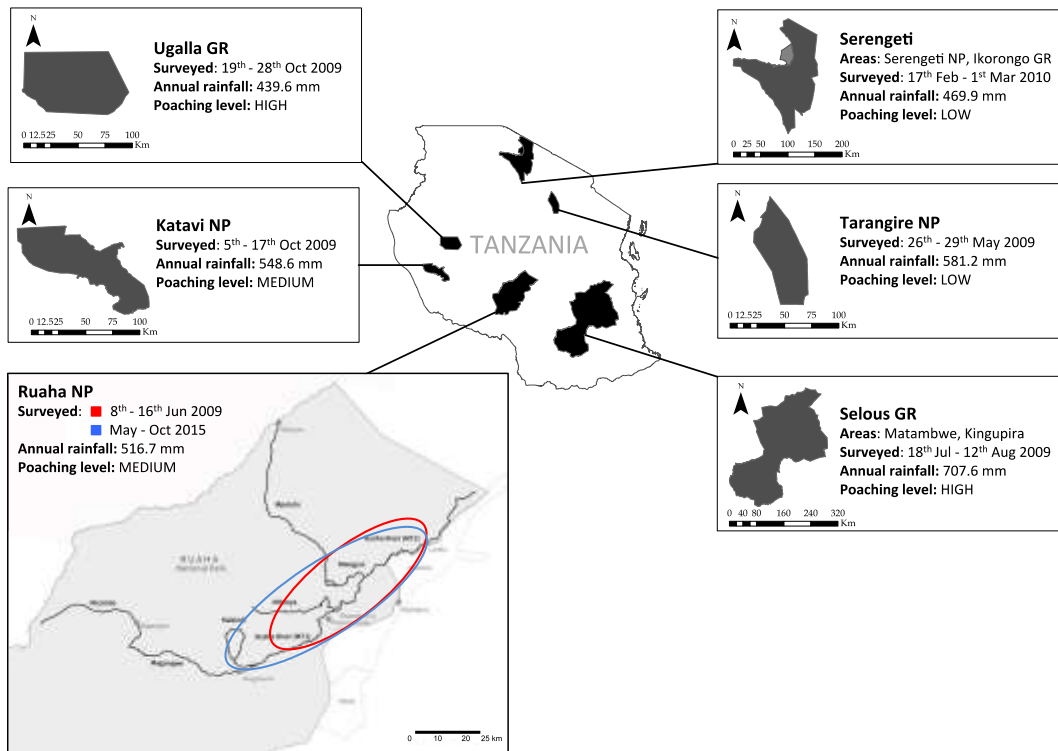 N
Ugalla GR
Surveyed: 19th - 28th Oct 2009
Annual rainfall: 439.6 mm
Poaching level: HIGH
0 12.525 50 75 100
Km
N
Serengeti
Areas: Serengeti NP, Ikorongo GR
Surveyed: 17th Feb - 1st Mar 2010
Annual rainfall: 469.9 mm
Poaching level: LOW
0 25 50 100 150 200
Km
N
Katavi NP
Surveyed: 5th - 17th Oct 2009
Annual rainfall: 548.6 mm
Poaching level: MEDIUM
0 12.525 50 75 100
Km
TANZANIA
N
Tarangire NP
Surveyed: 26th - 29th May 2009
Annual rainfall: 581.2 mm
Poaching level: LOW
0 12.525 50 75 100
Km
Ruaha NP
Surveyed: 8th - 16th Jun 2009
May - Oct 2015
Annual rainfall: 516.7 mm
Poaching level: MEDIUM
RUAHA
National Park
0 10 25 km
N
Selous GR
Areas: Matambwe, Kingupira
Surveyed: 18th Jul - 12th Aug 2009
Annual rainfall: 707.6 mm
Poaching level: HIGH
0 40 80 160 240 320
Km